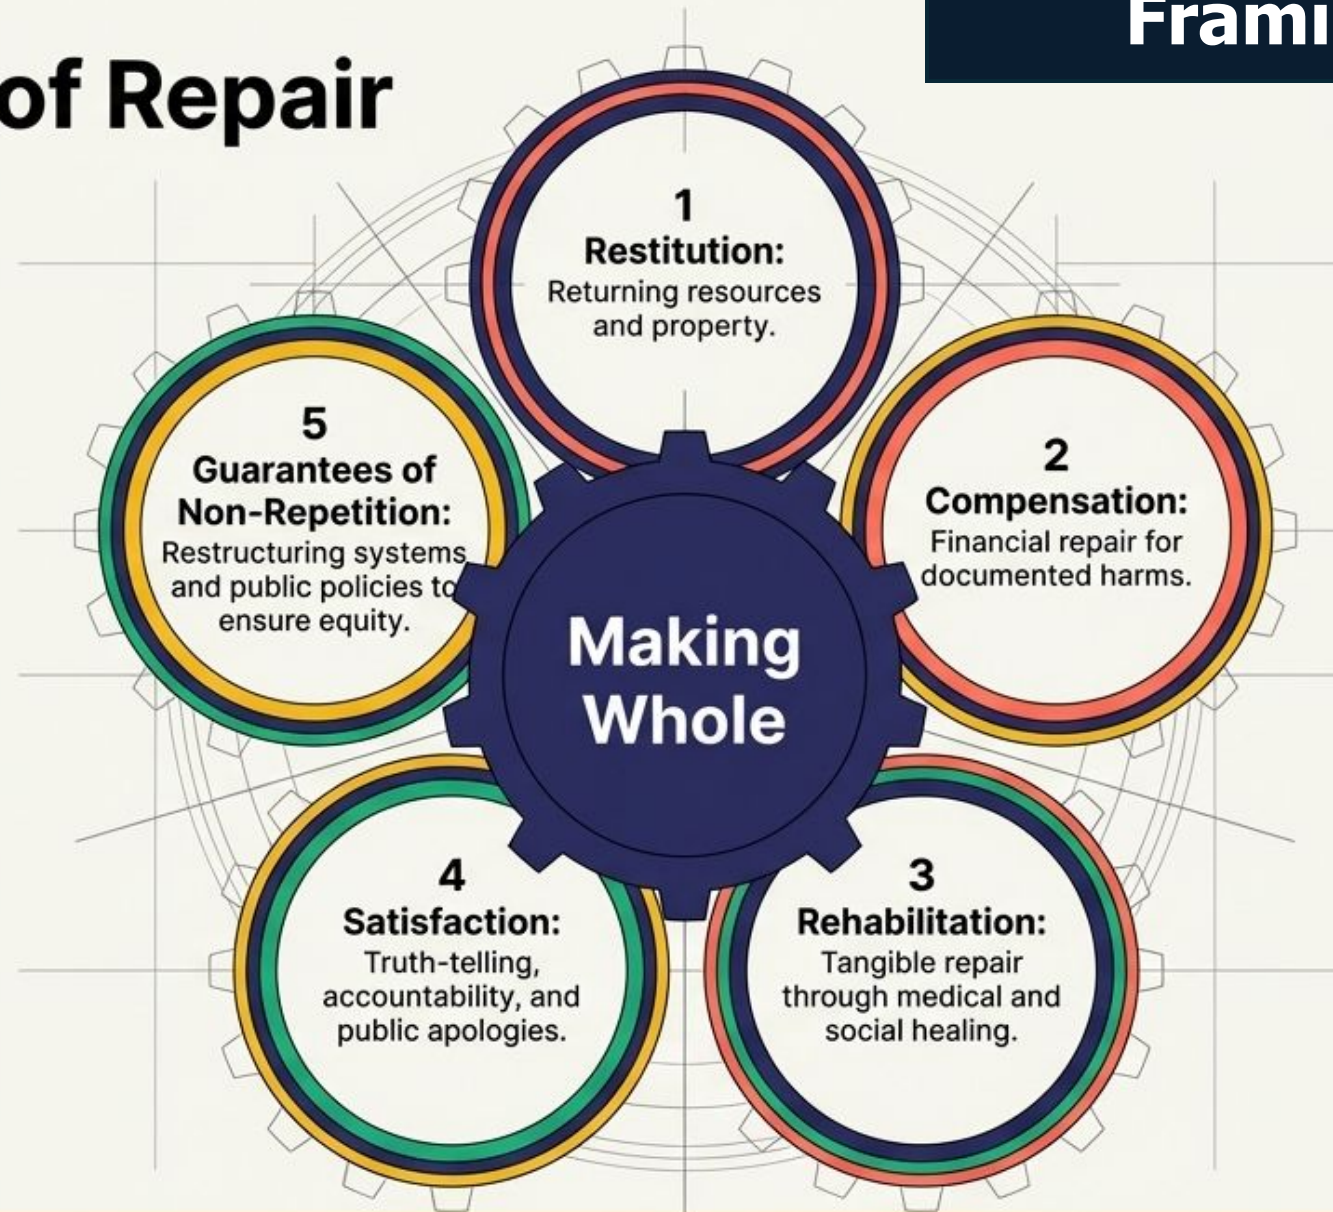 of Repair
Frami
1
Restitution:
Returning resources
and property.
2
Compensation:
Financial repair for
documented harms.
3
Rehabilitation:
Tangible repair
through medical and
social healing.
4
Satisfaction:
Truth-telling,
accountability, and
public apologies.
5
Guarantees of
Non-Repetition:
Restructuring systems
and public policies to
ensure equity.
Making
Whole